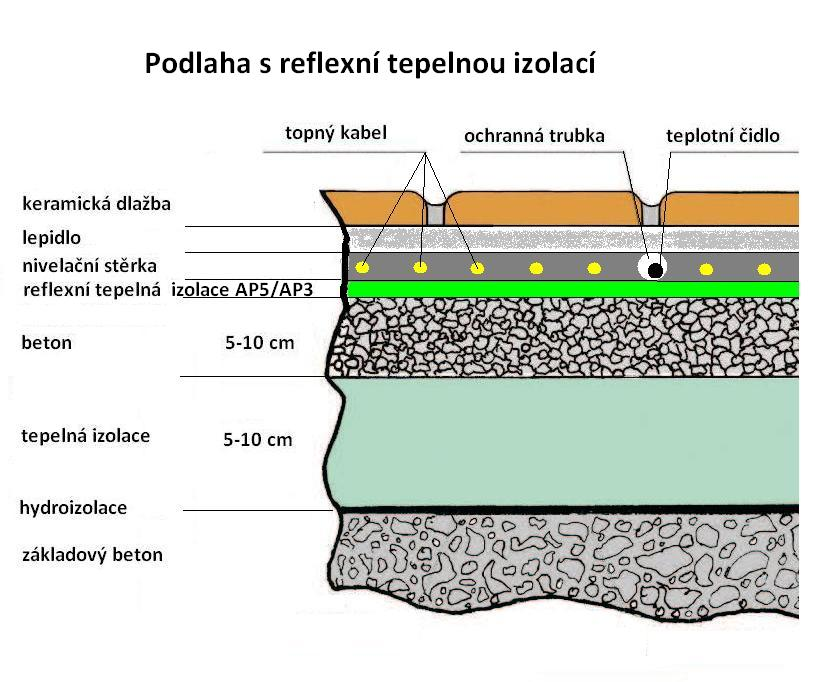 Podlaha s reflexní tepelnou izolací
topný kabel
ochranná trubka
teplotní čidlo
keramická dlažba
lepidlo
nivelační stěrka
reflexní tepelná izolace AP5/AP3
beton 5-10 cm
tepelná izolace 5-10 cm
hydroizolace
základový beton